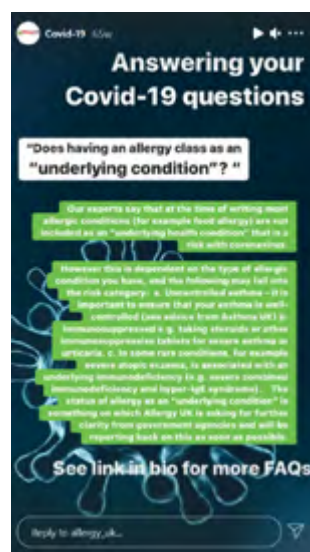 Covid-19 65w
Answering your
Covid-19 questions
"Does having an allergy class as an
"underlying condition"? "
Our experts say that at the time of writing most
allergic conditions (for example food allergy) are not
included as an "underlying health condition" that is a
risk with coronavirus.
However this is dependent on the type of allergic
condition you have, and the following may fall into
the risk category: a. Uncontrolled asthma – it is
important to ensure that your asthma is well-
controlled (see advice from Asthma UK) b.
Immunosuppressed e.g. taking steroids or other
immunosuppressive tablets for severe asthma or
urticaria. c. In some rare conditions, for example
severe atopic eczema, is associated with an
underlying immunodeficiency (e.g. severe combined
immunodeficiency and hyper-IgE syndrome). The
status of allergy as an "underlying condition" is
something on which Allergy UK is asking for further
clarity from government agencies and will be
reporting back on this as soon as possible.
See link in bio for more FAQs
Reply to allergy_uk...